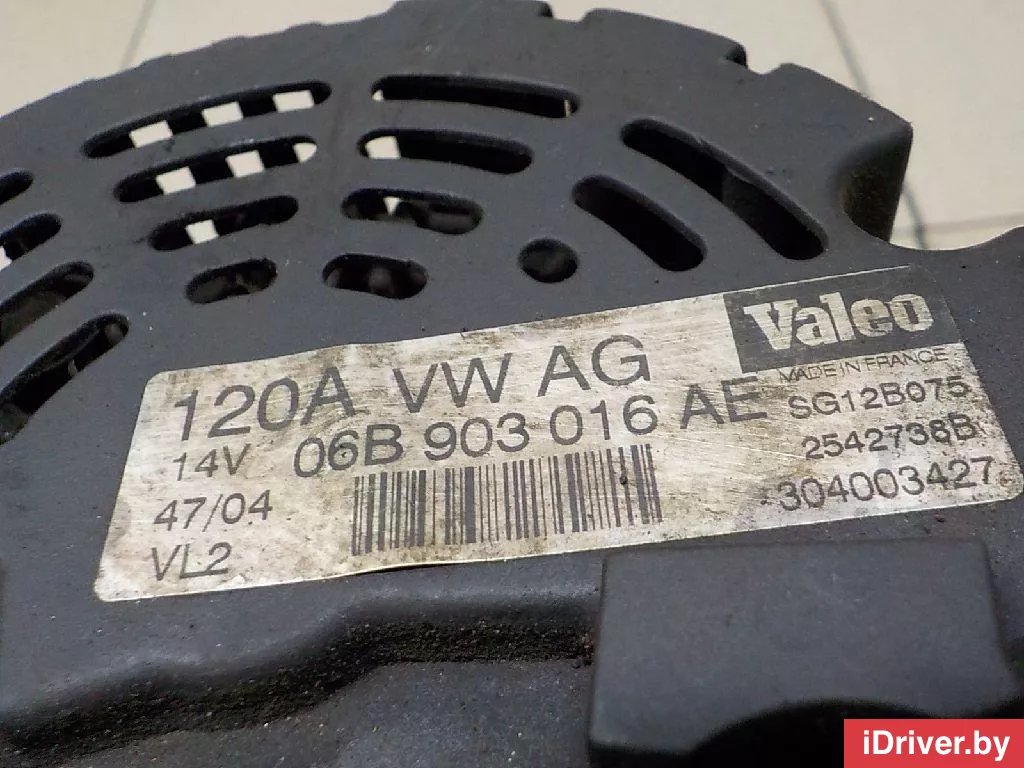 Valeo
MADE IN FRANCE
120A VW AG
14V 06B 903 016 AE
SG12B075
2542738B
304003427
47/04
VL2
iDriver.by